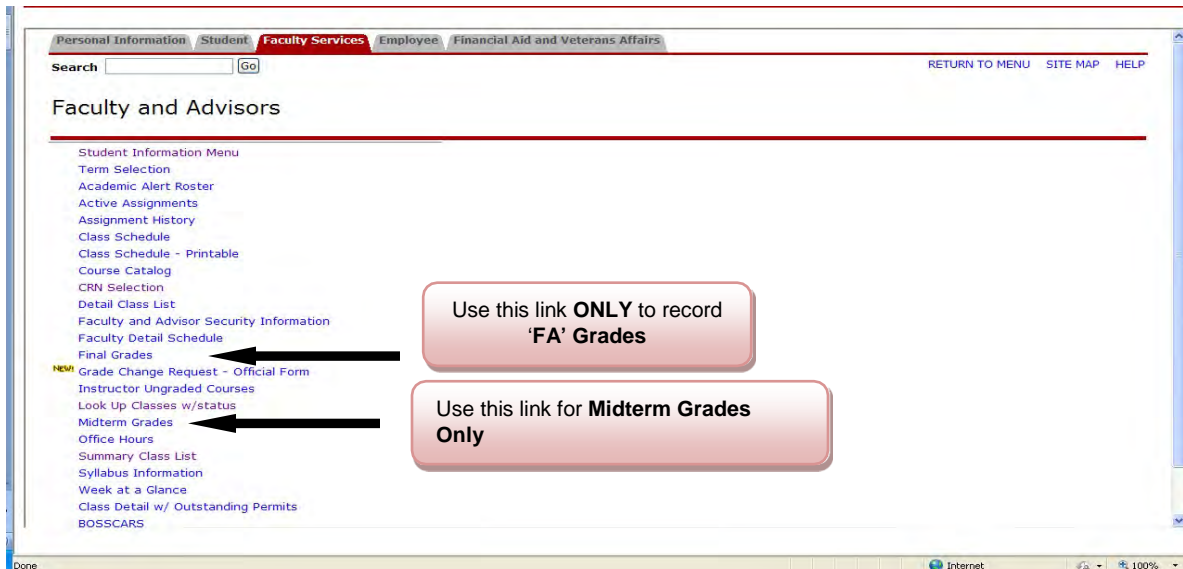 Personal Information Student Faculty Services Employee Financial Aid and Veterans Affairs
Search Go RETURN TO MENU SITE MAP HELP
Faculty and Advisors
Student Information Menu
Term Selection
Academic Alert Roster
Active Assignments
Assignment History
Class Schedule
Class Schedule - Printable
Course Catalog
CRN Selection
Detail Class List
Faculty and Advisor Security Information
Faculty Detail Schedule
Final Grades
NEW! Grade Change Request - Official Form
Instructor Ungraded Courses
Look Up Classes w/status
Midterm Grades
Office Hours
Summary Class List
Syllabus Information
Week at a Glance
Class Detail w/ Outstanding Permits
BOSSCARS
Use this link ONLY to record
‘FA’ Grades
Use this link for Midterm Grades
Only
Done Internet 100%